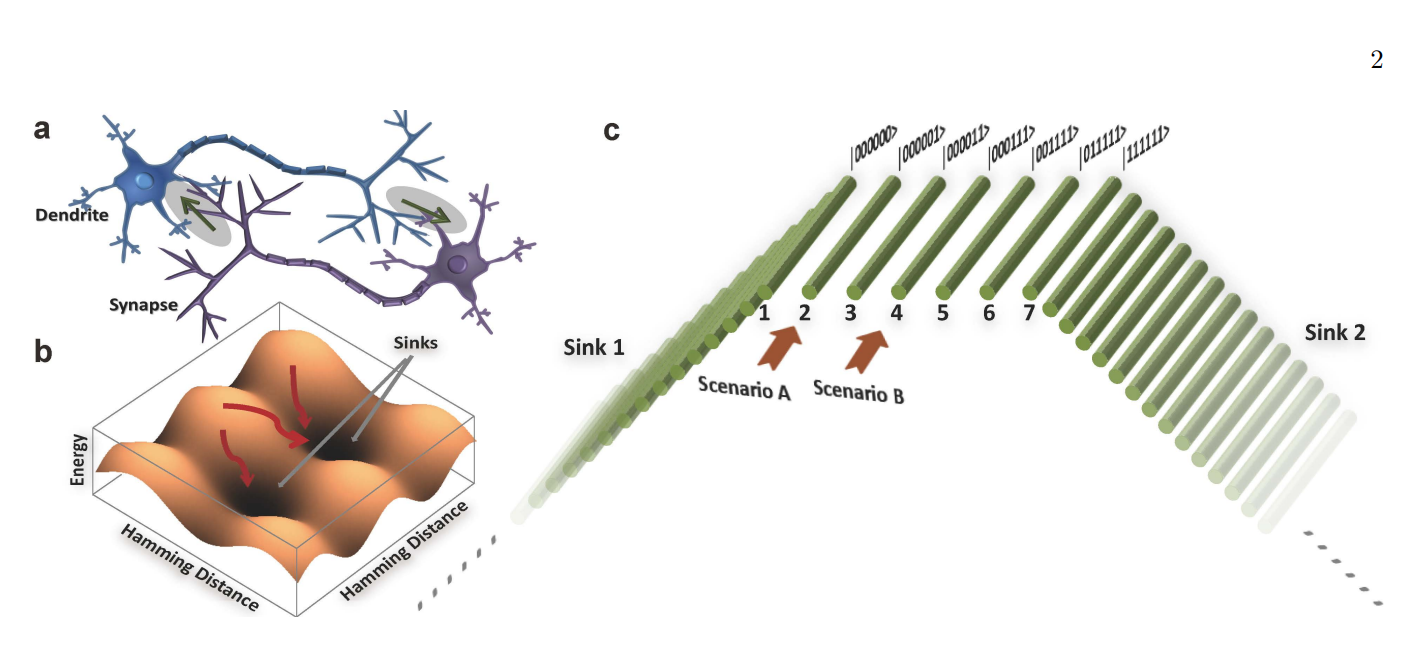 2
a
Dendrite
Synapse
b
Sinks
Energy
Hamming Distance
Hamming Distance
c
|000000>
|000001>
|000011>
|000111>
|001111>
|011111>
|111111>
1 2 3 4 5 6 7
Sink 1
Sink 2
Scenario A
Scenario B